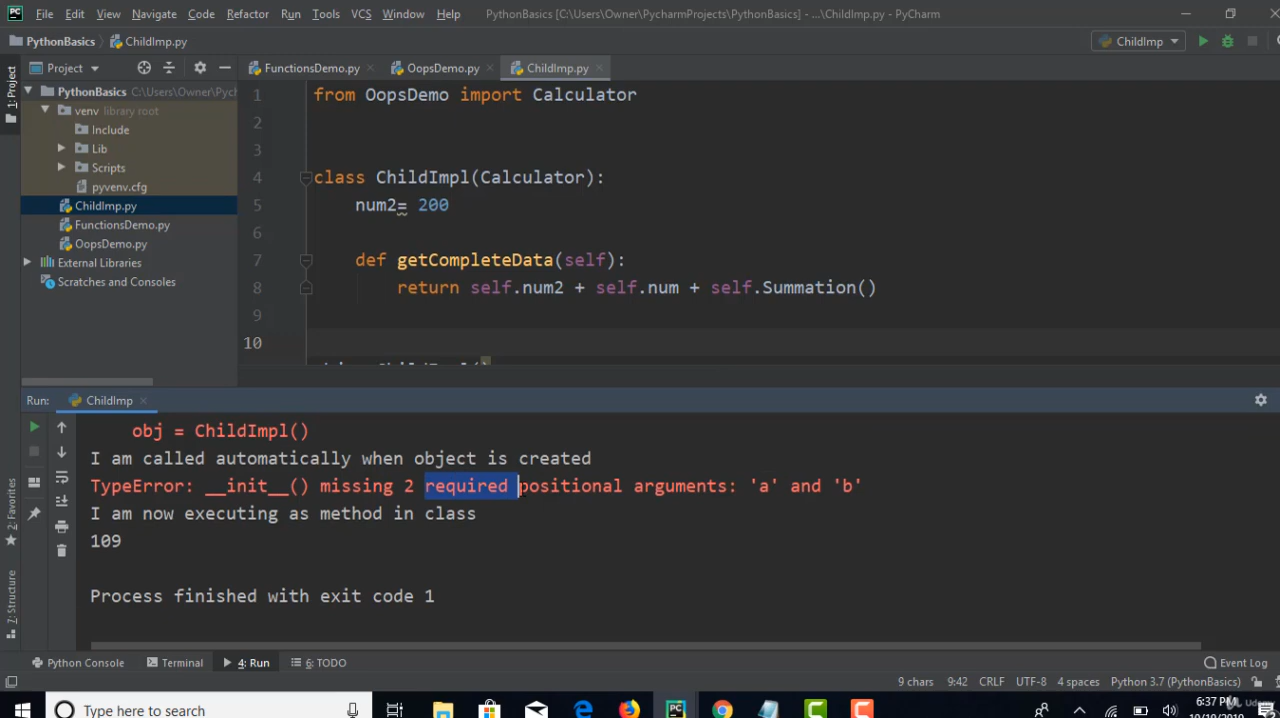 PC File Edit View Navigate Code Refactor Run Tools VCS Window Help PythonBasics [C:\Users\Owner\PycharmProjects\PythonBasics] - ...\ChildImp.py - PyCharm
PythonBasics ChildImp.py ChildImp
1: Project
Project FunctionsDemo.py OopsDemo.py ChildImp.py
PythonBasics C:\Users\Owner\Pych
venv library root
Include
Lib
Scripts
pyvenv.cfg
ChildImp.py
FunctionsDemo.py
OopsDemo.py
External Libraries
Scratches and Consoles
1 from OopsDemo import Calculator
2
3
4 class ChildImpl(Calculator):
5 num2= 200
6
7 def getCompleteData(self):
8 return self.num2 + self.num + self.Summation()
9
10
Run: ChildImp
obj = ChildImpl()
I am called automatically when object is created
TypeError: __init__() missing 2 required positional arguments: 'a' and 'b'
I am now executing as method in class
109
Process finished with exit code 1
2: Favorites
7: Structure
Python Console Terminal 4: Run 6: TODO Event Log
9 chars 9:42 CRLF UTF-8 4 spaces Python 3.7 (PythonBasics)
Type here to search PC 6:37 PM